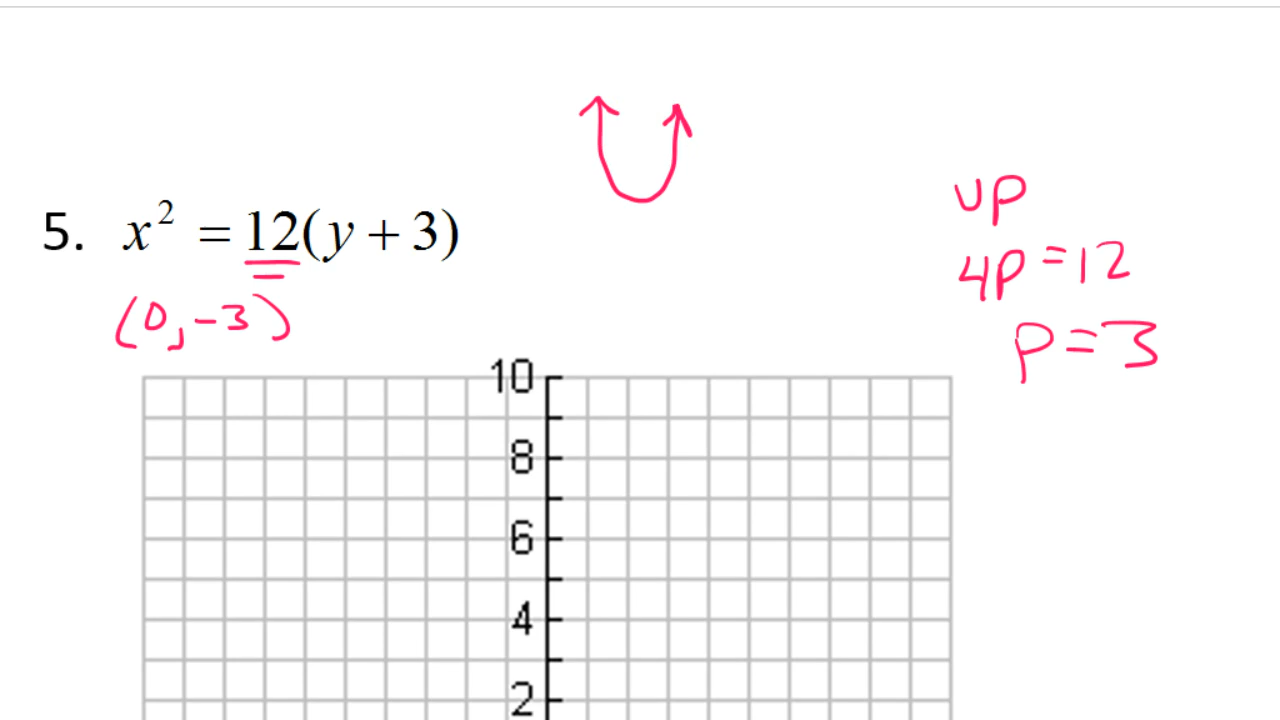 up
5. x² = 12(y + 3)
4p = 12
(0, -3)
p = 3
10
8
6
4
2